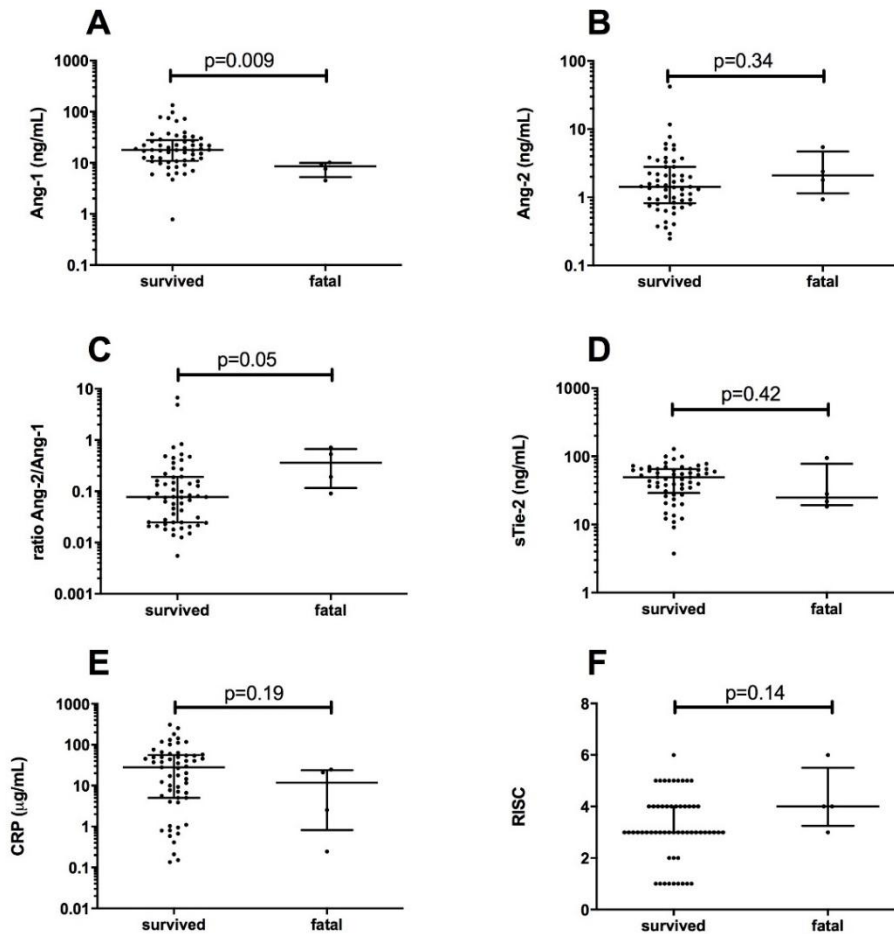 A
p=0.009
Ang-1 (ng/mL)
1000
100
10
1
0.1
survived fatal
B
p=0.34
Ang-2 (ng/mL)
100
10
1
0.1
survived fatal
C
p=0.05
ratio Ang-2/Ang-1
10
1
0.1
0.01
0.001
survived fatal
D
p=0.42
sTie-2 (ng/mL)
1000
100
10
1
survived fatal
E
p=0.19
CRP (µg/mL)
1000
100
10
1
0.1
0.01
survived fatal
F
p=0.14
RISC
8
6
4
2
0
survived fatal